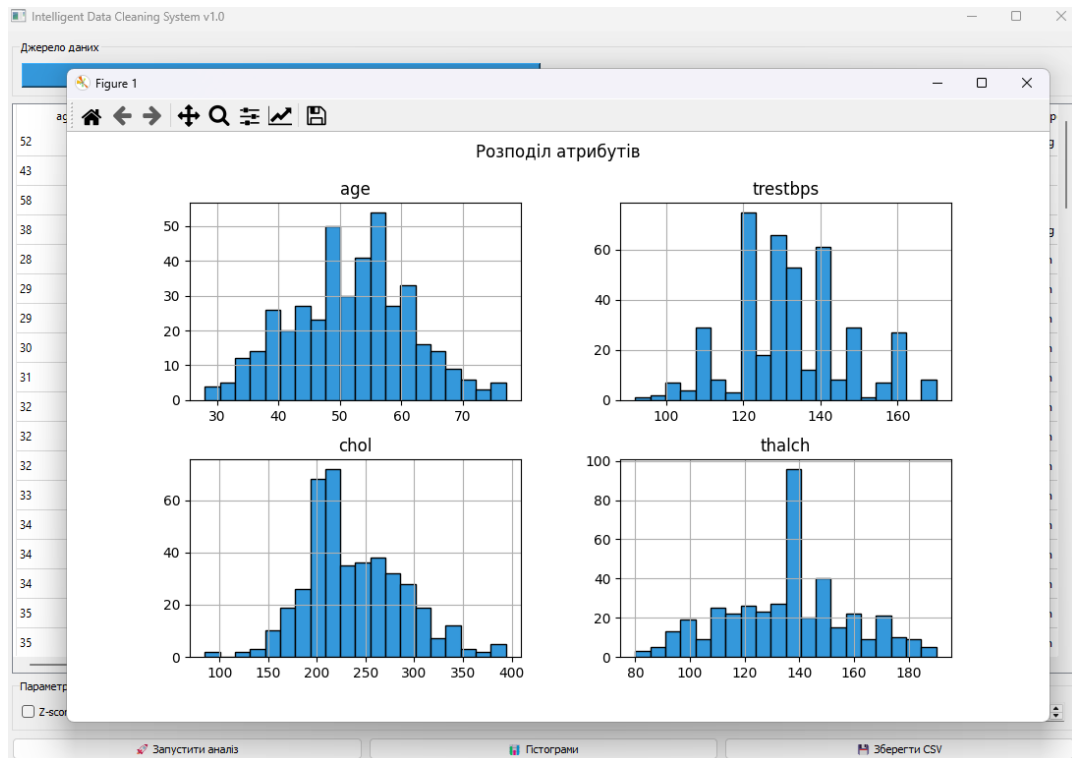 Intelligent Data Cleaning System v1.0
Джерело даних
Figure 1
52
43
58
38
28
29
29
30
31
32
32
32
33
34
34
34
35
35
Розподіл атрибутів
age
50
40
30
20
10
0
30 40 50 60 70
trestbps
60
40
20
0
100 120 140 160
chol
60
40
20
0
100 150 200 250 300 350 400
thalch
100
80
60
40
20
0
80 100 120 140 160 180
🚀 Запустити аналіз
📊 Гістограми
💾 Зберегти CSV